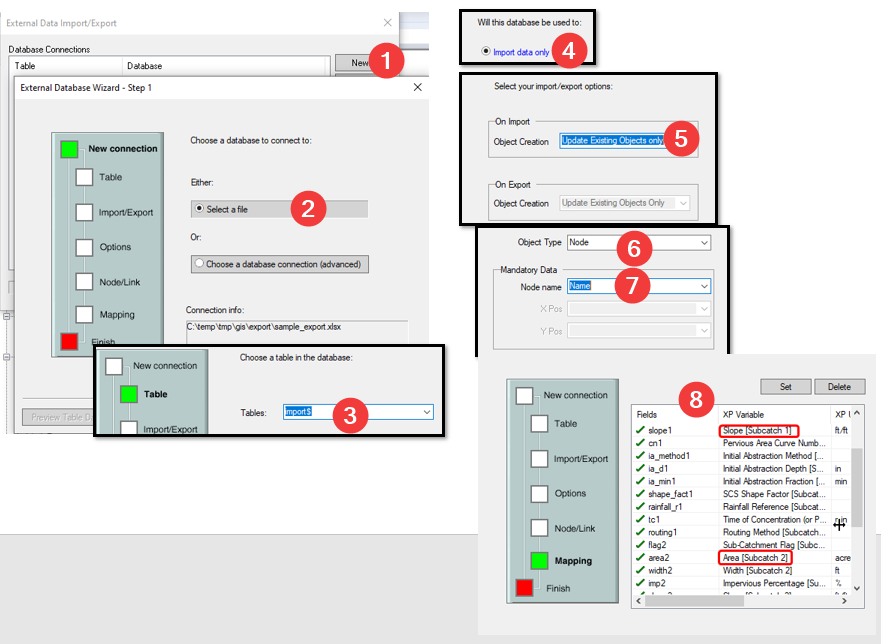 External Data Import/Export
Database Connections
Table
Database
New
1
External Database Wizard - Step 1
New connection
Table
Import/Export
Options
Node/Link
Mapping
Finish
Choose a database to connect to:
Either:
Select a file
2
Or:
Choose a database connection (advanced)
Connection info:
C:\temp\tmp\gis\export\sample_export.xlsx
Preview Table Da
New connection
Table
Import/Export
Choose a table in the database:
Tables:
import$
3
Will this database be used to:
Import data only
4
Select your import/export options:
On Import
Object Creation
Update Existing Objects only
5
On Export
Object Creation
Update Existing Objects Only
Object Type
Node
6
Mandatory Data
Node name
Name
7
X Pos
Y Pos
New connection
Table
Import/Export
Options
Node/Link
Mapping
Finish
8
Set
Delete
Fields XP Variable XP U
slope1 Slope [Subcatch 1] ft/ft
cn1 Pervious Area Curve Numb...
ia_method1 Initial Abstraction Method [...
ia_d1 Initial Abstraction Depth [S... in
ia_min1 Initial Abstraction Fraction [... min
shape_fact1 SCS Shape Factor [Subcat...
rainfall_r1 Rainfall Reference [Subcat...
tc1 Time of Concentration (or P... min
routing1 Routing Method [Subcatch...
flag2 Sub-Catchment Flag [Subc...
area2 Area [Subcatch 2] acre
width2 Width [Subcatch 2] ft
imp2 Impervious Percentage [Su... %